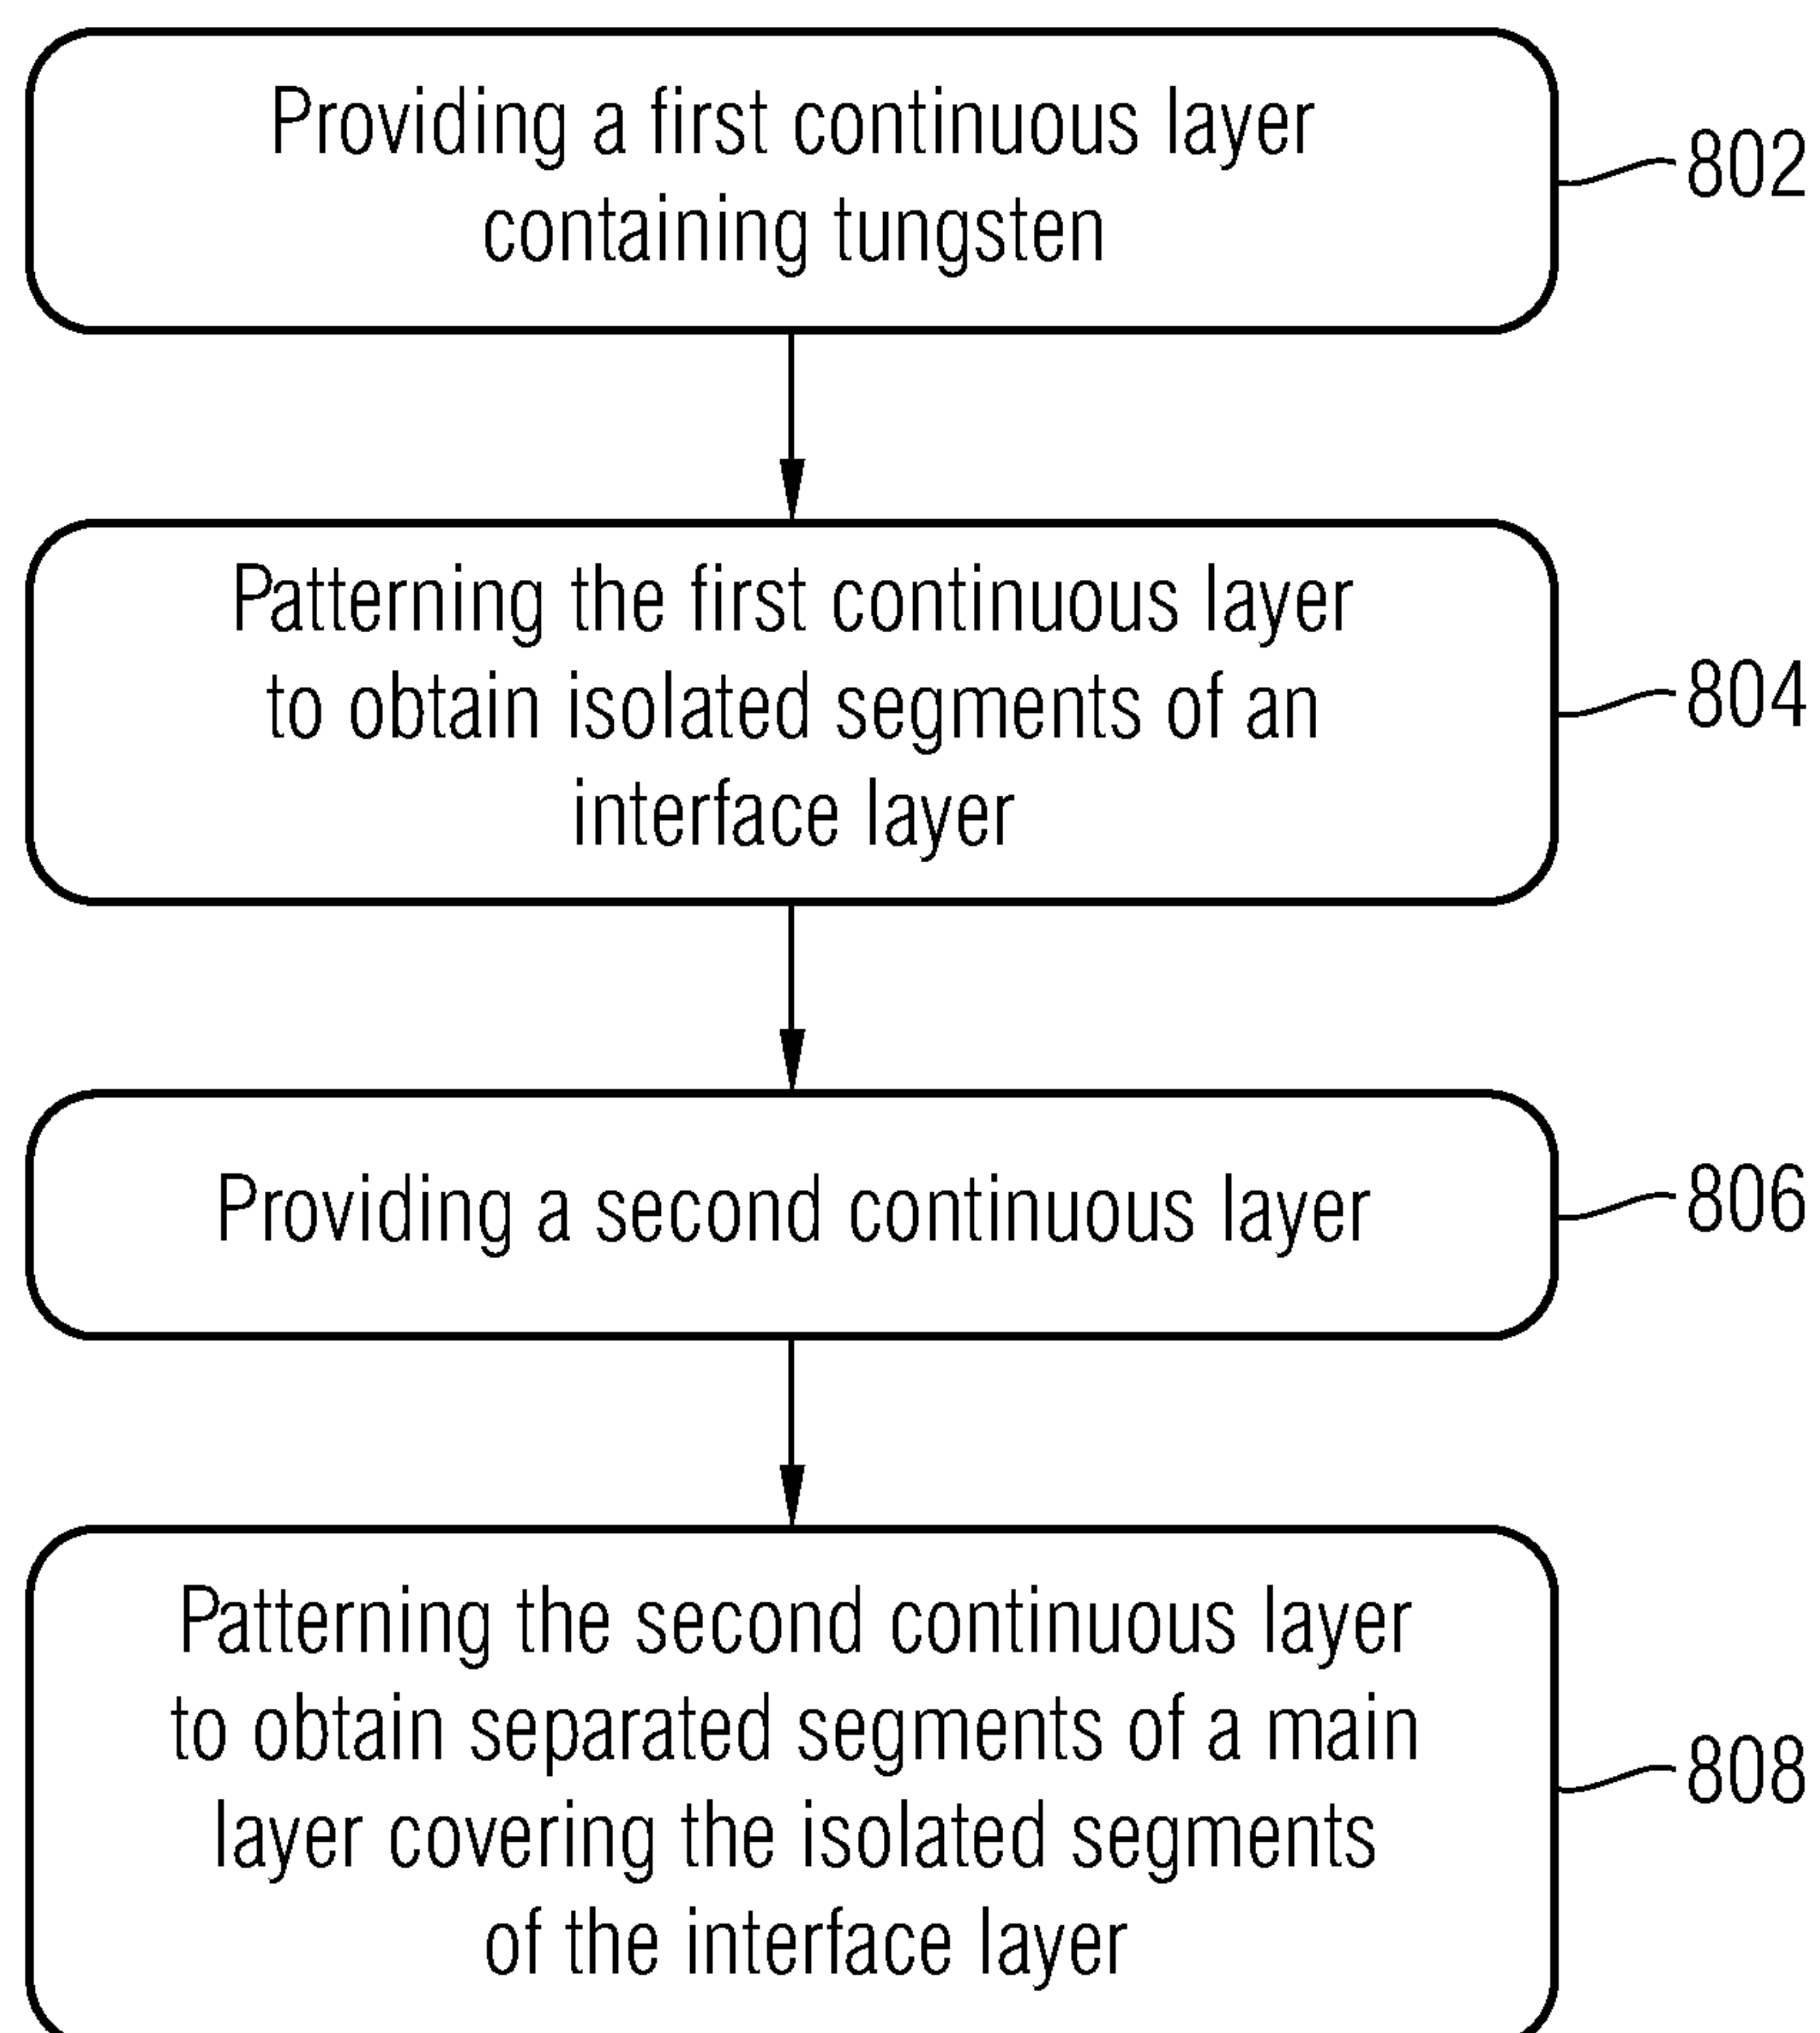 Providing a first continuous layer
containing tungsten
802
Patterning the first continuous layer
to obtain isolated segments of an
interface layer
804
Providing a second continuous layer
806
Patterning the second continuous layer
to obtain separated segments of a main
layer covering the isolated segments
of the interface layer
808